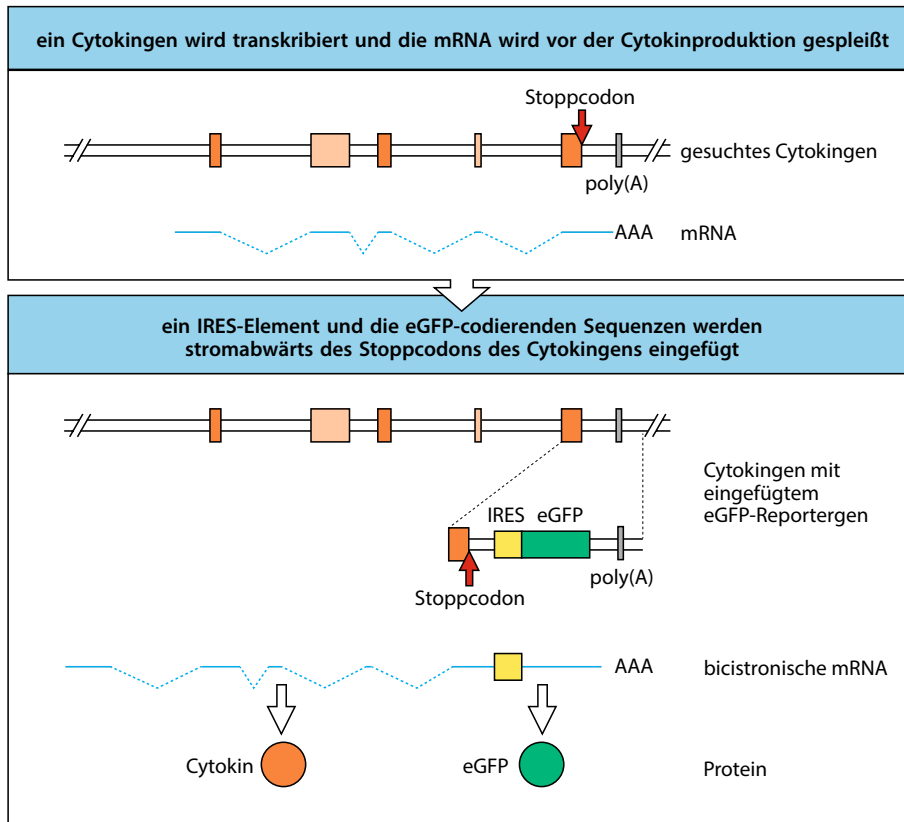 ein Cytokingen wird transkribiert und die mRNA wird vor der Cytokinproduktion gespleißt
Stoppcodon
gesuchtes Cytokingen
poly(A)
AAA mRNA
ein IRES-Element und die eGFP-codierenden Sequenzen werden
stromabwärts des Stoppcodons des Cytokingens eingefügt
Cytokingen mit
eingefügtem
eGFP-Reportergen
IRES eGFP
poly(A)
Stoppcodon
AAA bicistronische mRNA
Cytokin eGFP Protein